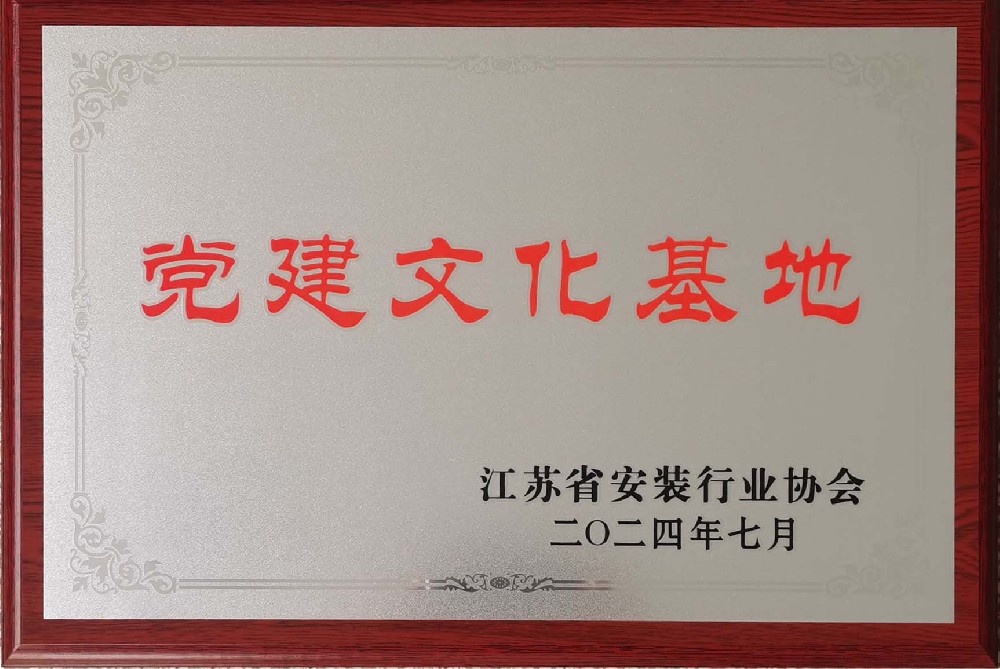 党建文化基地
江苏省安装行业协会
二〇二四年七月